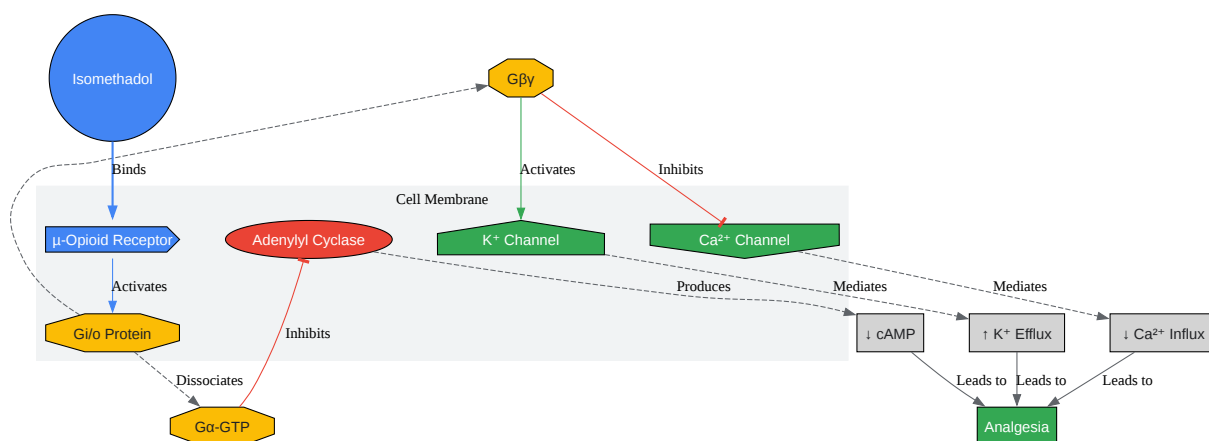 Isomethadol
Gβγ
Binds
Activates
Inhibits
Cell Membrane
µ-Opioid Receptor
Adenylyl Cyclase
K⁺ Channel
Ca²⁺ Channel
Activates
Produces
Mediates
Mediates
Gi/o Protein
Inhibits
↓ cAMP
↑ K⁺ Efflux
↓ Ca²⁺ Influx
Dissociates
Leads to
Leads to
Leads to
Gα-GTP
Analgesia